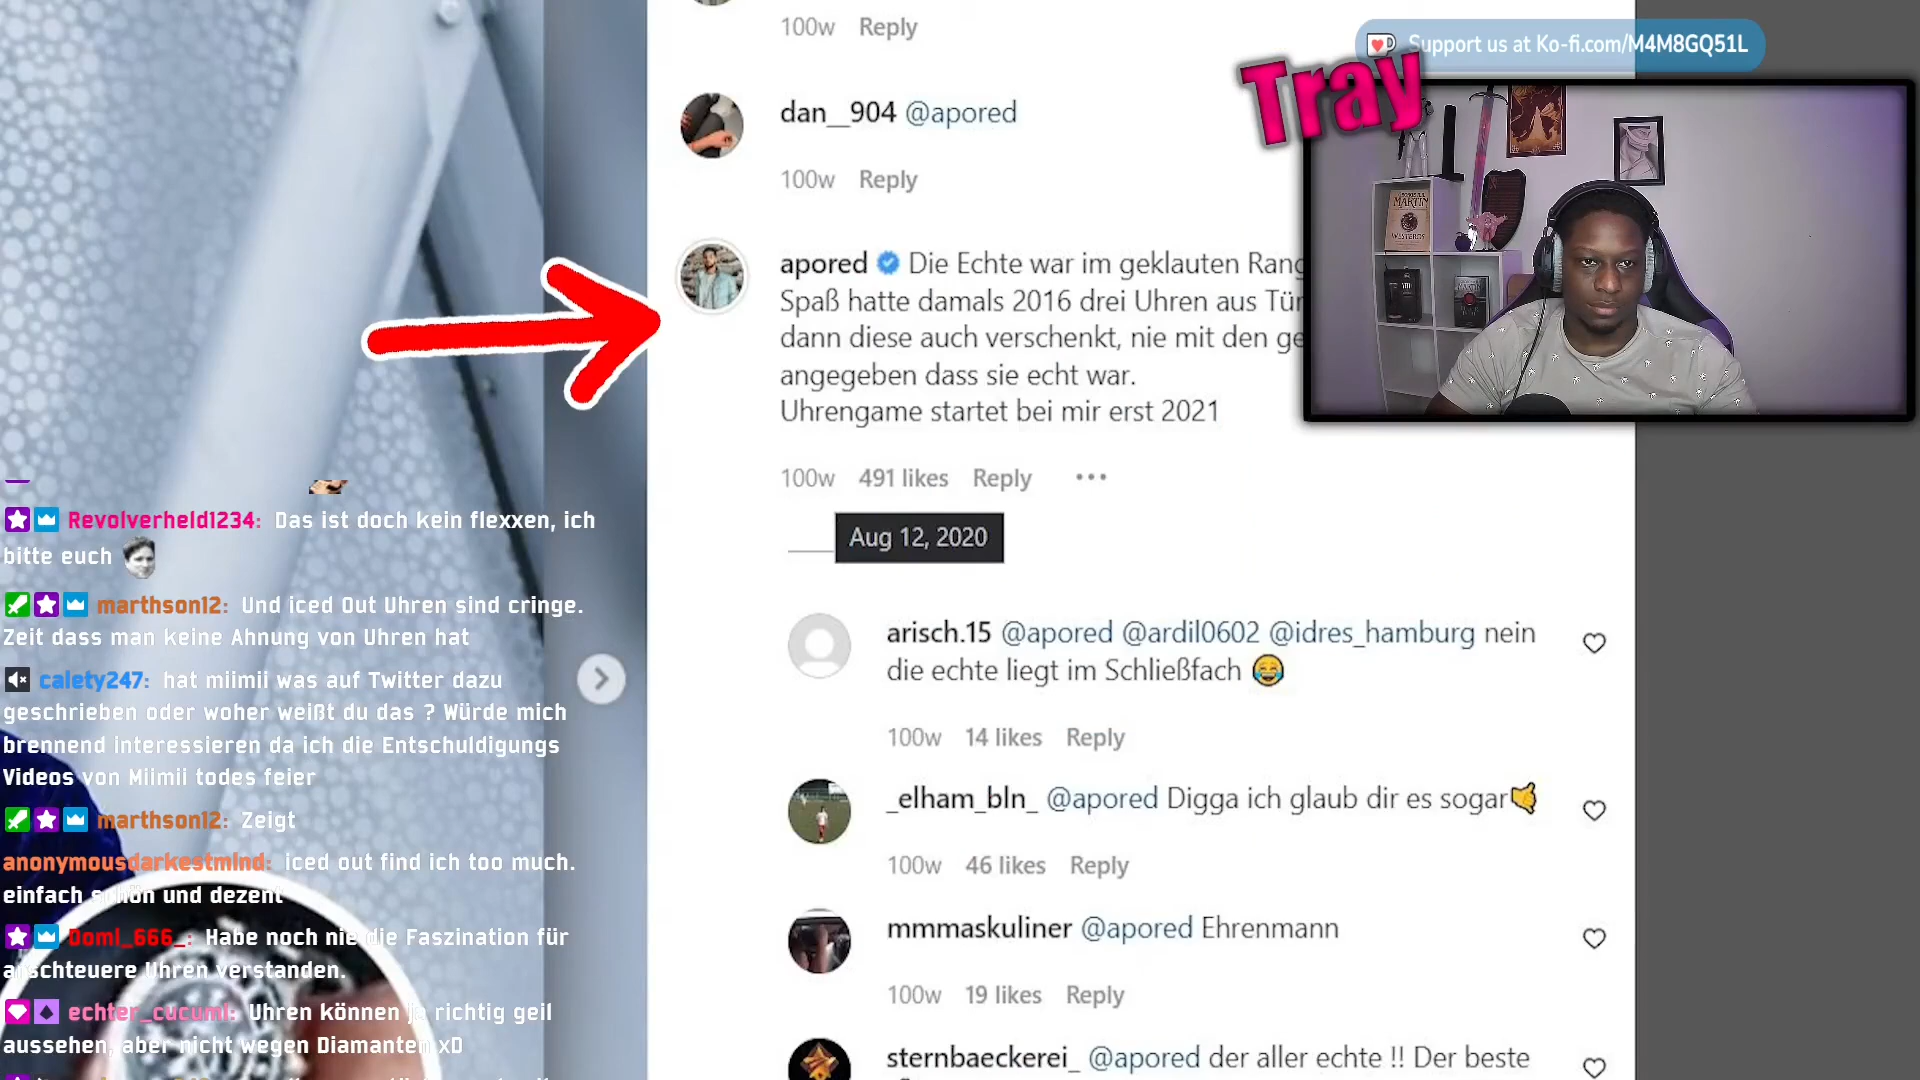 100w Reply
dan__904 @apored
100w Reply
apored Die Echte war im geklauten Rang
Spaß hatte damals 2016 drei Uhren aus Tür
dann diese auch verschenkt, nie mit den ge
angegeben dass sie echt war.
Uhrengame startet bei mir erst 2021
100w 491 likes Reply
Aug 12, 2020
arisch.15 @apored @ardil0602 @idres_hamburg nein
die echte liegt im Schließfach 😂
100w 14 likes Reply
_elham_bln_ @apored Digga ich glaub dir es sogar🤙
100w 46 likes Reply
mmmaskuliner @apored Ehrenmann
100w 19 likes Reply
sternbaeckerei_ @apored der aller echte !! Der beste
Support us at Ko-fi.com/M4M8GQ51L
Tray
MARTIN
WESTEROS
Revolverheld1234: Das ist doch kein flexxen, ich
bitte euch
marthson12: Und iced Out Uhren sind cringe.
Zeit dass man keine Ahnung von Uhren hat
calety247: hat miimii was auf Twitter dazu
geschrieben oder woher weißt du das ? Würde mich
brennend interessieren da ich die Entschuldigungs
Videos von Miimii todes feier
marthson12: Zeigt
anonymousdarkestmind: iced out find ich too much.
einfach schön und dezent
Domi_666_: Habe noch nie die Faszination für
arschteuere Uhren verstanden.
echter_cucumi: Uhren können ja richtig geil
aussehen, aber nicht wegen Diamanten xD